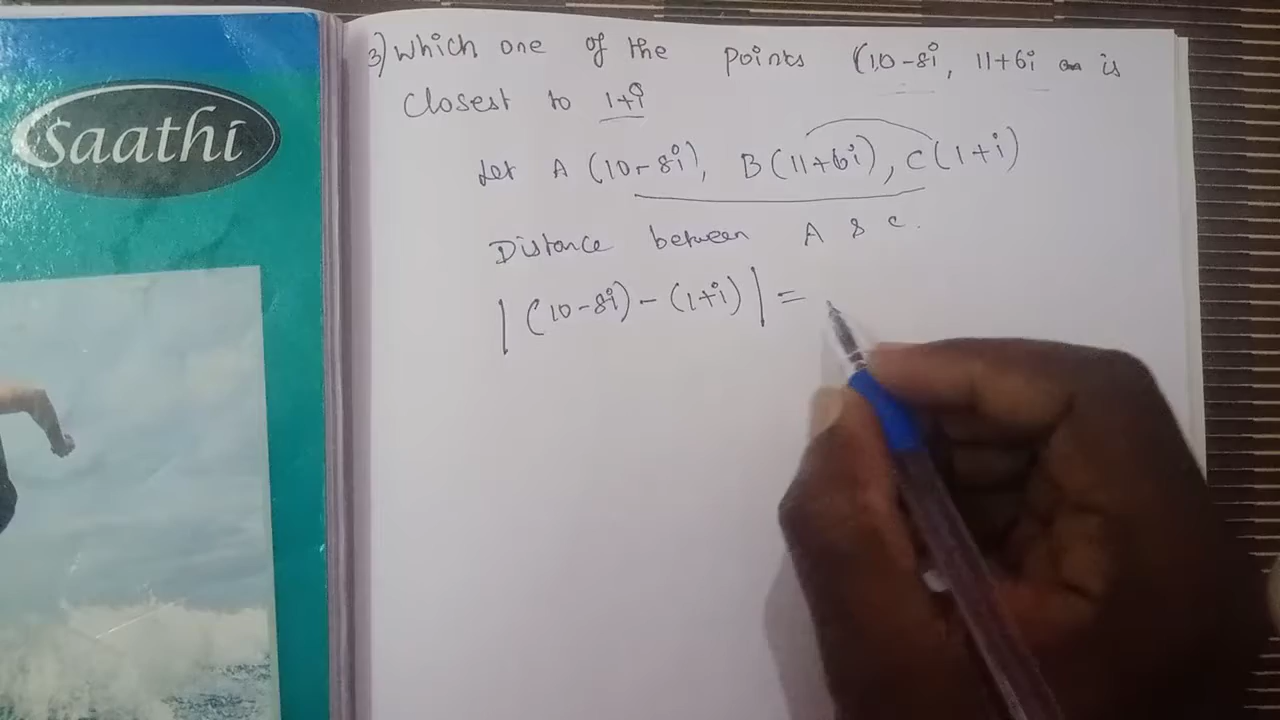 Saathi
3) Which one of the points (10-8i, 11+6i is
closest to 1+i
Let A (10-8i), B (11+6i), C (1+i)
Distance between A & C.
| (10-8i) - (1+i) | =